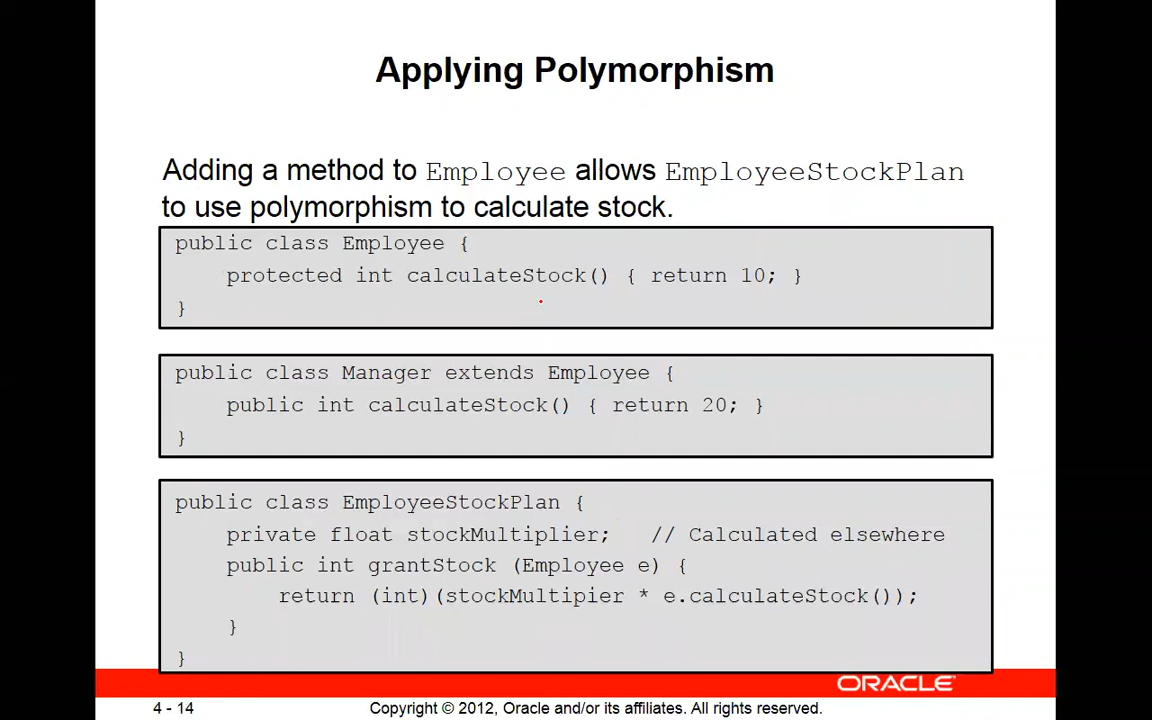 Applying Polymorphism
Adding a method to Employee allows EmployeeStockPlan
to use polymorphism to calculate stock.
public class Employee {
protected int calculateStock() { return 10; }
}
public class Manager extends Employee {
public int calculateStock() { return 20; }
}
public class EmployeeStockPlan {
private float stockMultiplier; // Calculated elsewhere
public int grantStock (Employee e) {
return (int)(stockMultipier * e.calculateStock());
}
}
ORACLE
4 - 14 Copyright © 2012, Oracle and/or its affiliates. All rights reserved.